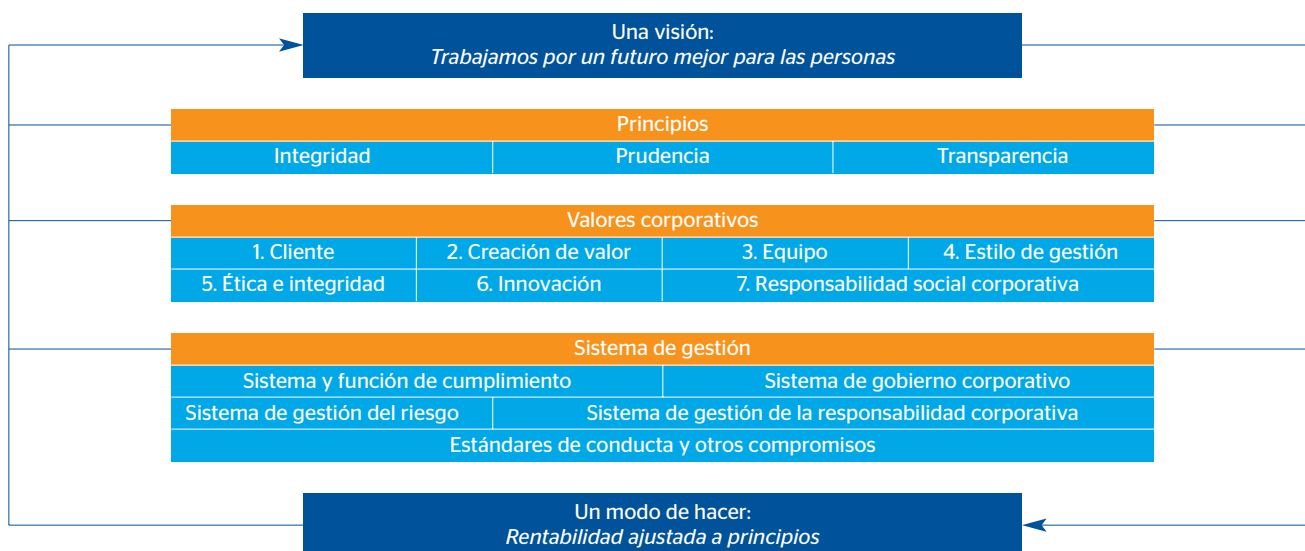 Una visión:
Trabajamos por un futuro mejor para las personas
Principios
Integridad Prudencia Transparencia
Valores corporativos
1. Cliente 2. Creación de valor 3. Equipo 4. Estilo de gestión
5. Ética e integridad 6. Innovación 7. Responsabilidad social corporativa
Sistema de gestión
Sistema y función de cumplimiento Sistema de gobierno corporativo
Sistema de gestión del riesgo Sistema de gestión de la responsabilidad corporativa
Estándares de conducta y otros compromisos
Un modo de hacer:
Rentabilidad ajustada a principios